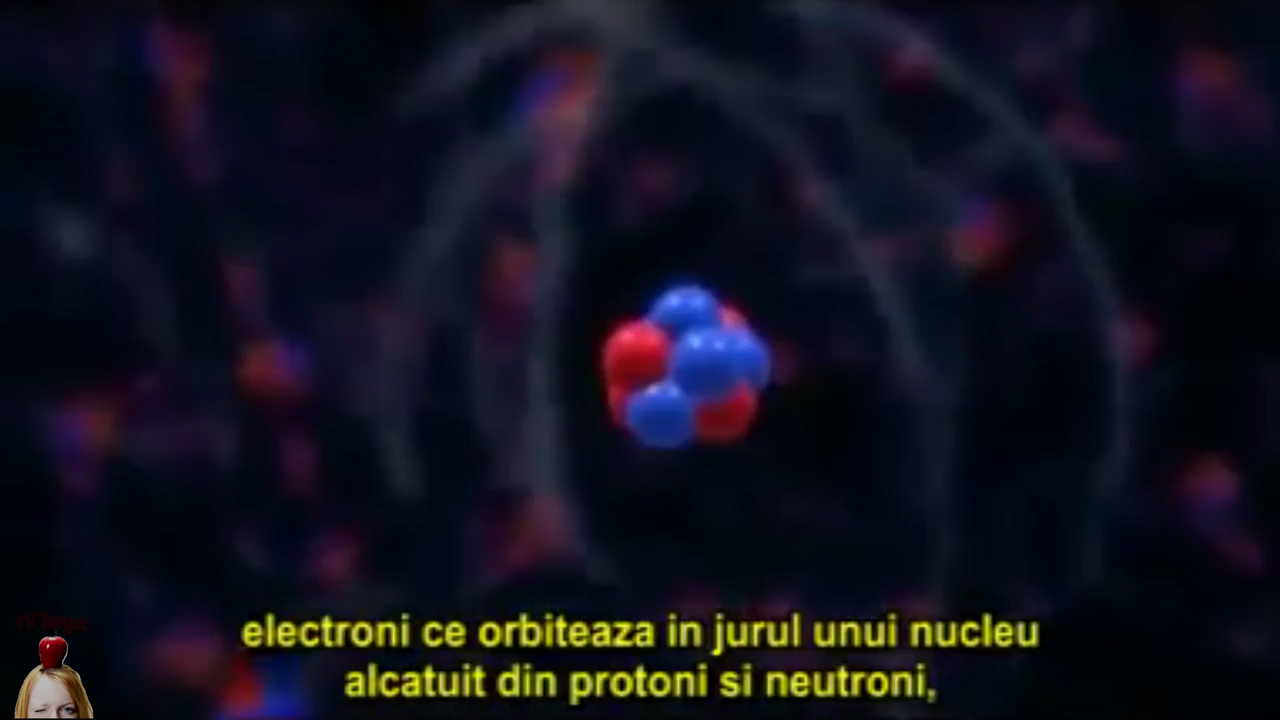 electroni ce orbiteaza in jurul unui nucleu
alcatuit din protoni si neutroni,